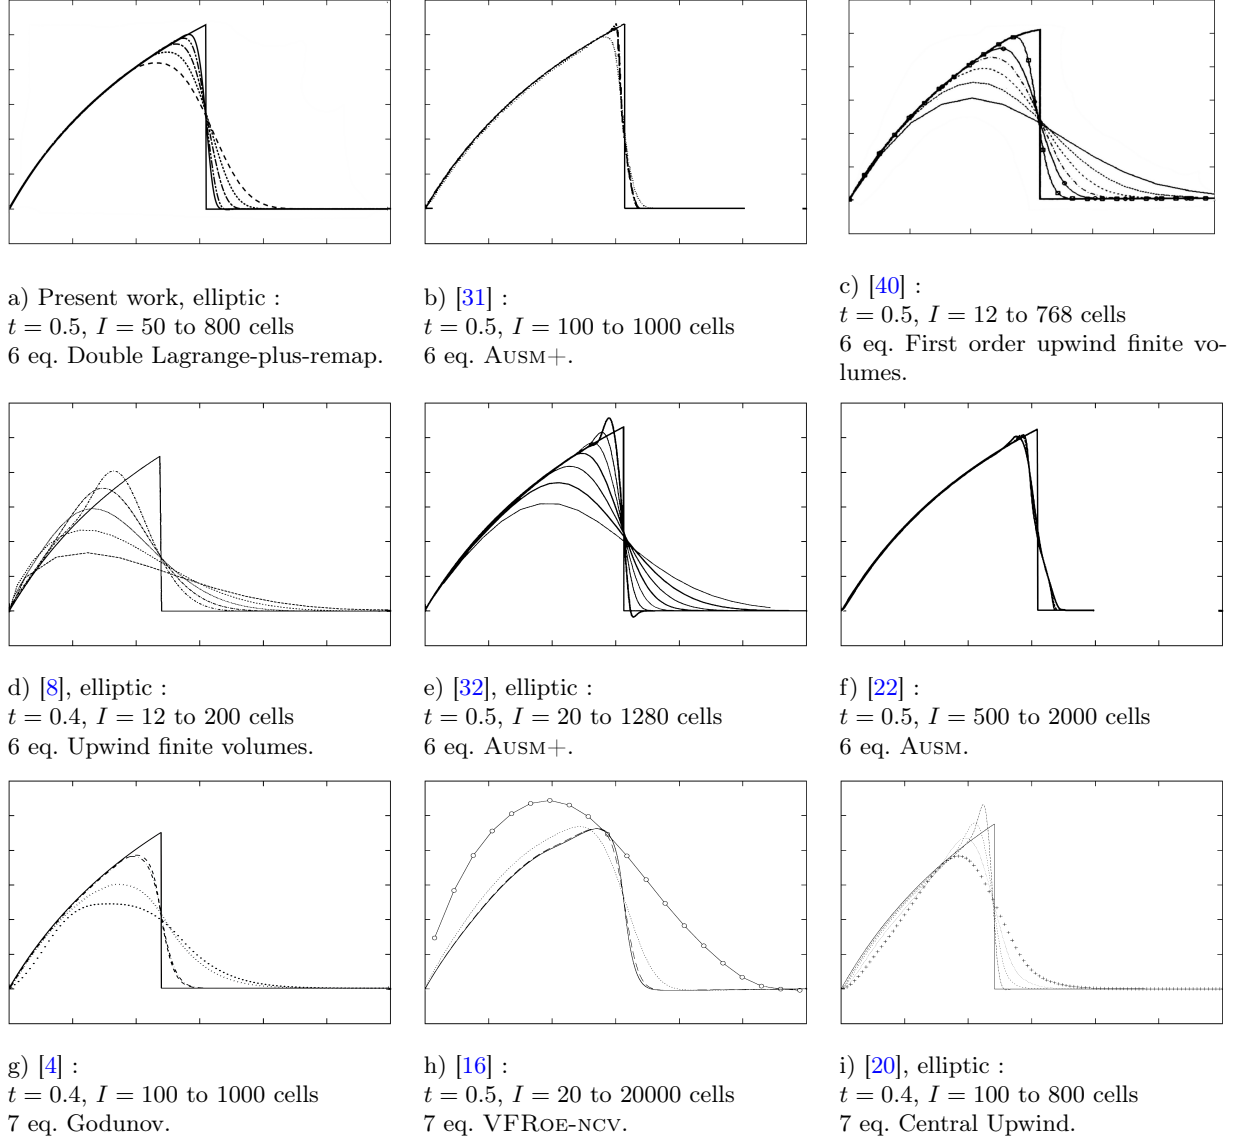 a) Present work, elliptic :
t = 0.5, I = 50 to 800 cells
6 eq. Double Lagrange-plus-remap.
b) [31] :
t = 0.5, I = 100 to 1000 cells
6 eq. AUSM+.
c) [40] :
t = 0.5, I = 12 to 768 cells
6 eq. First order upwind finite vo-
lumes.
d) [8], elliptic :
t = 0.4, I = 12 to 200 cells
6 eq. Upwind finite volumes.
e) [32], elliptic :
t = 0.5, I = 20 to 1280 cells
6 eq. AUSM+.
f) [22] :
t = 0.5, I = 500 to 2000 cells
6 eq. AUSM.
g) [4] :
t = 0.4, I = 100 to 1000 cells
7 eq. Godunov.
h) [16] :
t = 0.5, I = 20 to 20000 cells
7 eq. VFROE-NCV.
i) [20], elliptic :
t = 0.4, I = 100 to 800 cells
7 eq. Central Upwind.